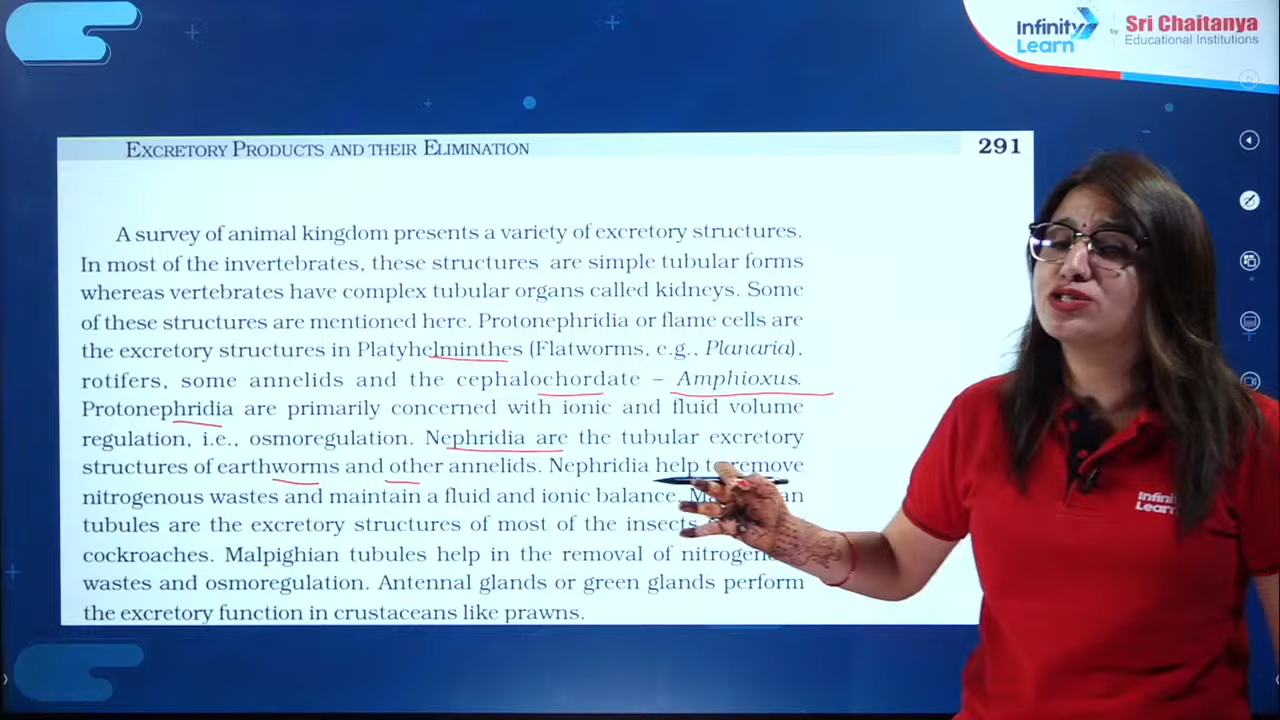 Infinity
Learn
by
Sri Chaitanya
Educational Institutions
EXCRETORY PRODUCTS AND THEIR ELIMINATION 291
A survey of animal kingdom presents a variety of excretory structures.
In most of the invertebrates, these structures are simple tubular forms
whereas vertebrates have complex tubular organs called kidneys. Some
of these structures are mentioned here. Protonephridia or flame cells are
the excretory structures in Platyhelminthes (Flatworms, e.g., Planaria),
rotifers, some annelids and the cephalochordate – Amphioxus.
Protonephridia are primarily concerned with ionic and fluid volume
regulation, i.e., osmoregulation. Nephridia are the tubular excretory
structures of earthworms and other annelids. Nephridia help to remove
nitrogenous wastes and maintain a fluid and ionic balance.
tubules are the excretory structures of most of the insects
cockroaches. Malpighian tubules help in the removal of
wastes and osmoregulation. Antennal glands or green glands perform
the excretory function in crustaceans like prawns.
Infini
Learn